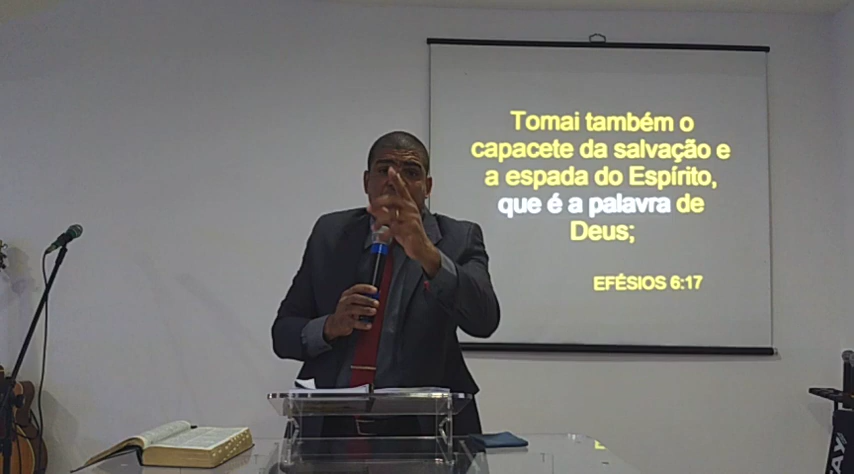 Tomai também o
capacete da salvação e
a espada do Espírito,
que é a palavra de
Deus;
EFÉSIOS 6:17